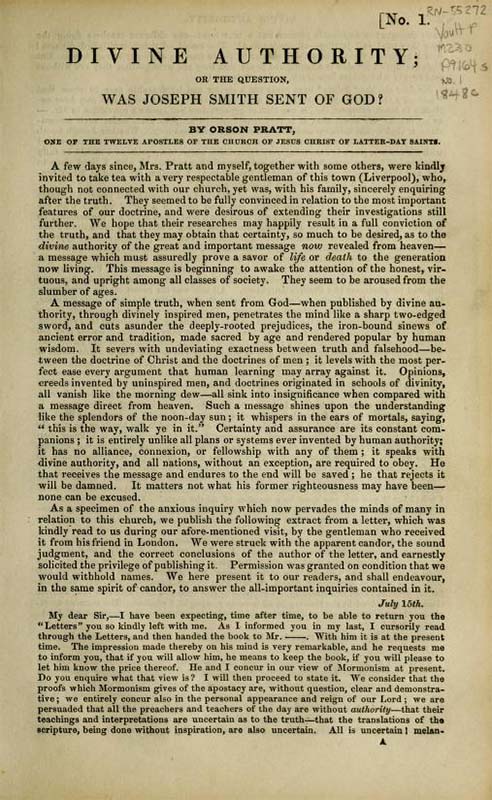 [No. 1.
RN-55272
Vault P
M230
P9164s
No. 1
1848c
DIVINE AUTHORITY;
OR THE QUESTION,
WAS JOSEPH SMITH SENT OF GOD?
BY ORSON PRATT,
ONE OF THE TWELVE APOSTLES OF THE CHURCH OF JESUS CHRIST OF LATTER-DAY SAINTS.
A few days since, Mrs. Pratt and myself, together with some others, were kindly
invited to take tea with a very respectable gentleman of this town (Liverpool), who,
though not connected with our church, yet was, with his family, sincerely enquiring
after the truth. They seemed to be fully convinced in relation to the most important
features of our doctrine, and were desirous of extending their investigations still
further. We hope that their researches may happily result in a full conviction of
the truth, and that they may obtain that certainty, so much to be desired, as to the
divine authority of the great and important message now revealed from heaven—
a message which must assuredly prove a savor of life or death to the generation
now living. This message is beginning to awake the attention of the honest, vir-
tuous, and upright among all classes of society. They seem to be aroused from the
slumber of ages.
A message of simple truth, when sent from God—when published by divine au-
thority, through divinely inspired men, penetrates the mind like a sharp two-edged
sword, and cuts asunder the deeply-rooted prejudices, the iron-bound sinews of
ancient error and tradition, made sacred by age and rendered popular by human
wisdom. It severs with undeviating exactness between truth and falsehood—be-
tween the doctrine of Christ and the doctrines of men; it levels with the most per-
fect ease every argument that human learning may array against it. Opinions,
creeds invented by uninspired men, and doctrines originated in schools of divinity,
all vanish like the morning dew—all sink into insignificance when compared with
a message direct from heaven. Such a message shines upon the understanding
like the splendors of the noon-day sun; it whispers in the ears of mortals, saying,
" this is the way, walk ye in it." Certainty and assurance are its constant com-
panions; it is entirely unlike all plans or systems ever invented by human authority;
it has no alliance, connexion, or fellowship with any of them; it speaks with
divine authority, and all nations, without an exception, are required to obey. He
that receives the message and endures to the end will be saved; he that rejects it
will be damned. It matters not what his former righteousness may have been—
none can be excused.
As a specimen of the anxious inquiry which now pervades the minds of many in
relation to this church, we publish the following extract from a letter, which was
kindly read to us during our afore-mentioned visit, by the gentleman who received
it from his friend in London. We were struck with the apparent candor, the sound
judgment, and the correct conclusions of the author of the letter, and earnestly
solicited the privilege of publishing it. Permission was granted on condition that we
would withhold names. We here present it to our readers, and shall endeavour,
in the same spirit of candor, to answer the all-important inquiries contained in it.
July 15th.
My dear Sir,—I have been expecting, time after time, to be able to return you the
"Letters" you so kindly left with me. As I informed you in my last, I cursorily read
through the Letters, and then handed the book to Mr. ——. With him it is at the present
time. The impression made thereby on his mind is very remarkable, and he requests me
to inform you, that if you will allow him, he means to keep the book, if you will please to
let him know the price thereof. He and I concur in our view of Mormonism at present.
Do you enquire what that view is? I will then proceed to state it. We consider that the
proofs which Mormonism gives of the apostacy are, without question, clear and demonstra-
tive; we entirely concur also in the personal appearance and reign of our Lord; we are
persuaded that all the preachers and teachers of the day are without authority—that their
teachings and interpretations are uncertain as to the truth—that the translations of the
scripture, being done without inspiration, are also uncertain. All is uncertain! melan-
A